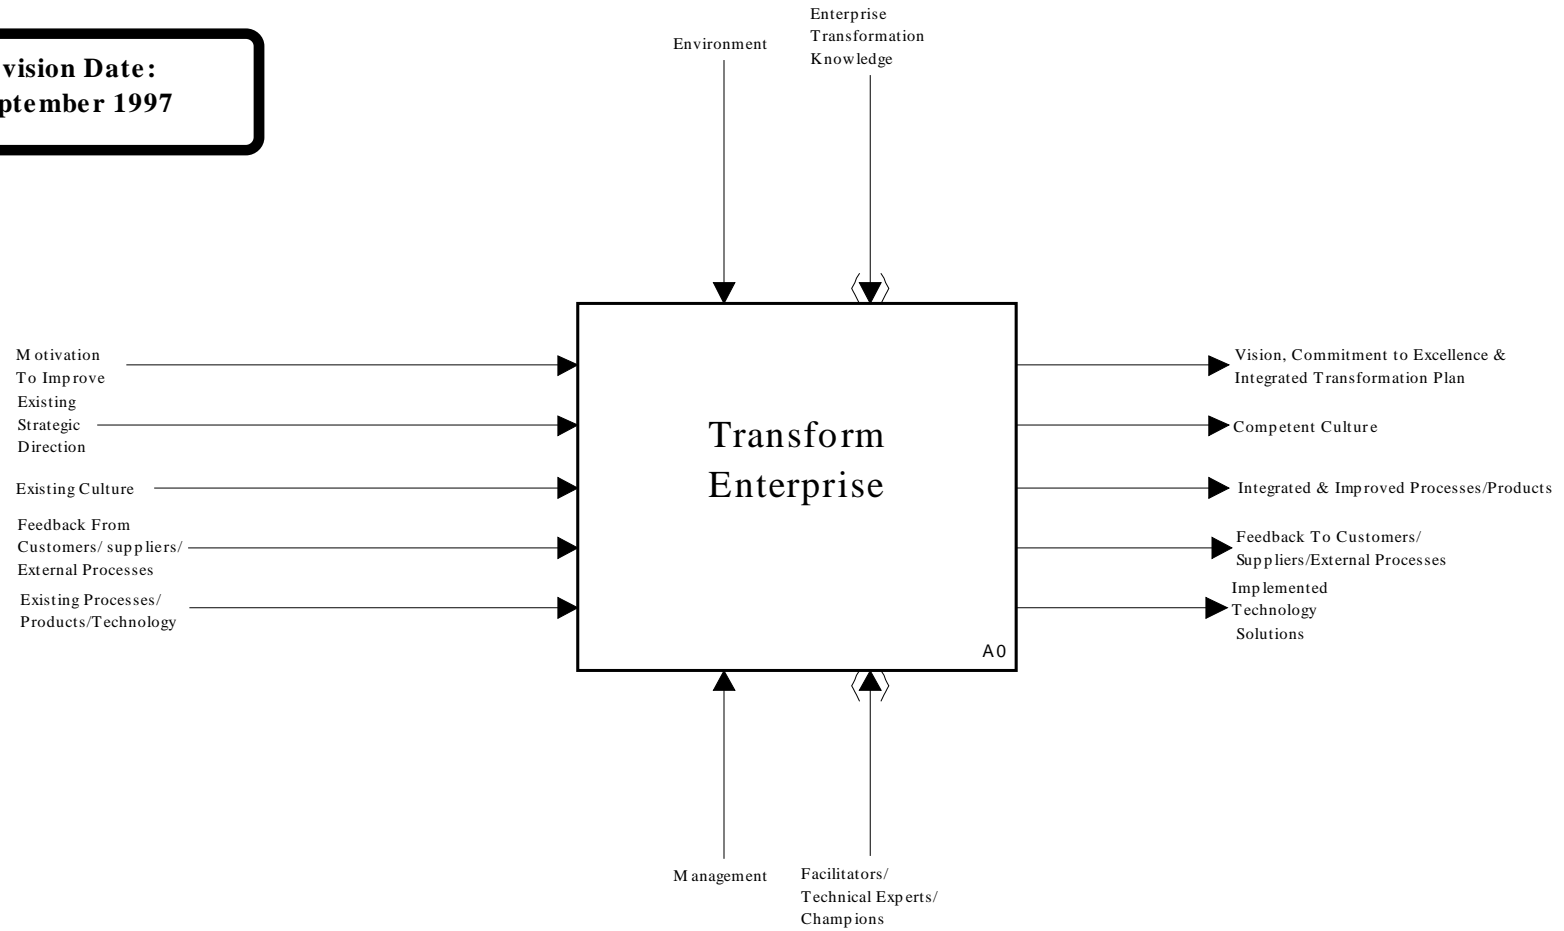 vision Date:
ptember 1997
Environment
Enterprise
Transformation
Knowledge
Motivation
To Improve
Existing
Strategic
Direction
Existing Culture
Feedback From
Customers/ suppliers/
External Processes
Existing Processes/
Products/Technology
Transform
Enterprise
A0
Vision, Commitment to Excellence &
Integrated Transformation Plan
Competent Culture
Integrated & Improved Processes/Products
Feedback To Customers/
Suppliers/External Processes
Implemented
Technology
Solutions
Management
Facilitators/
Technical Experts/
Champions